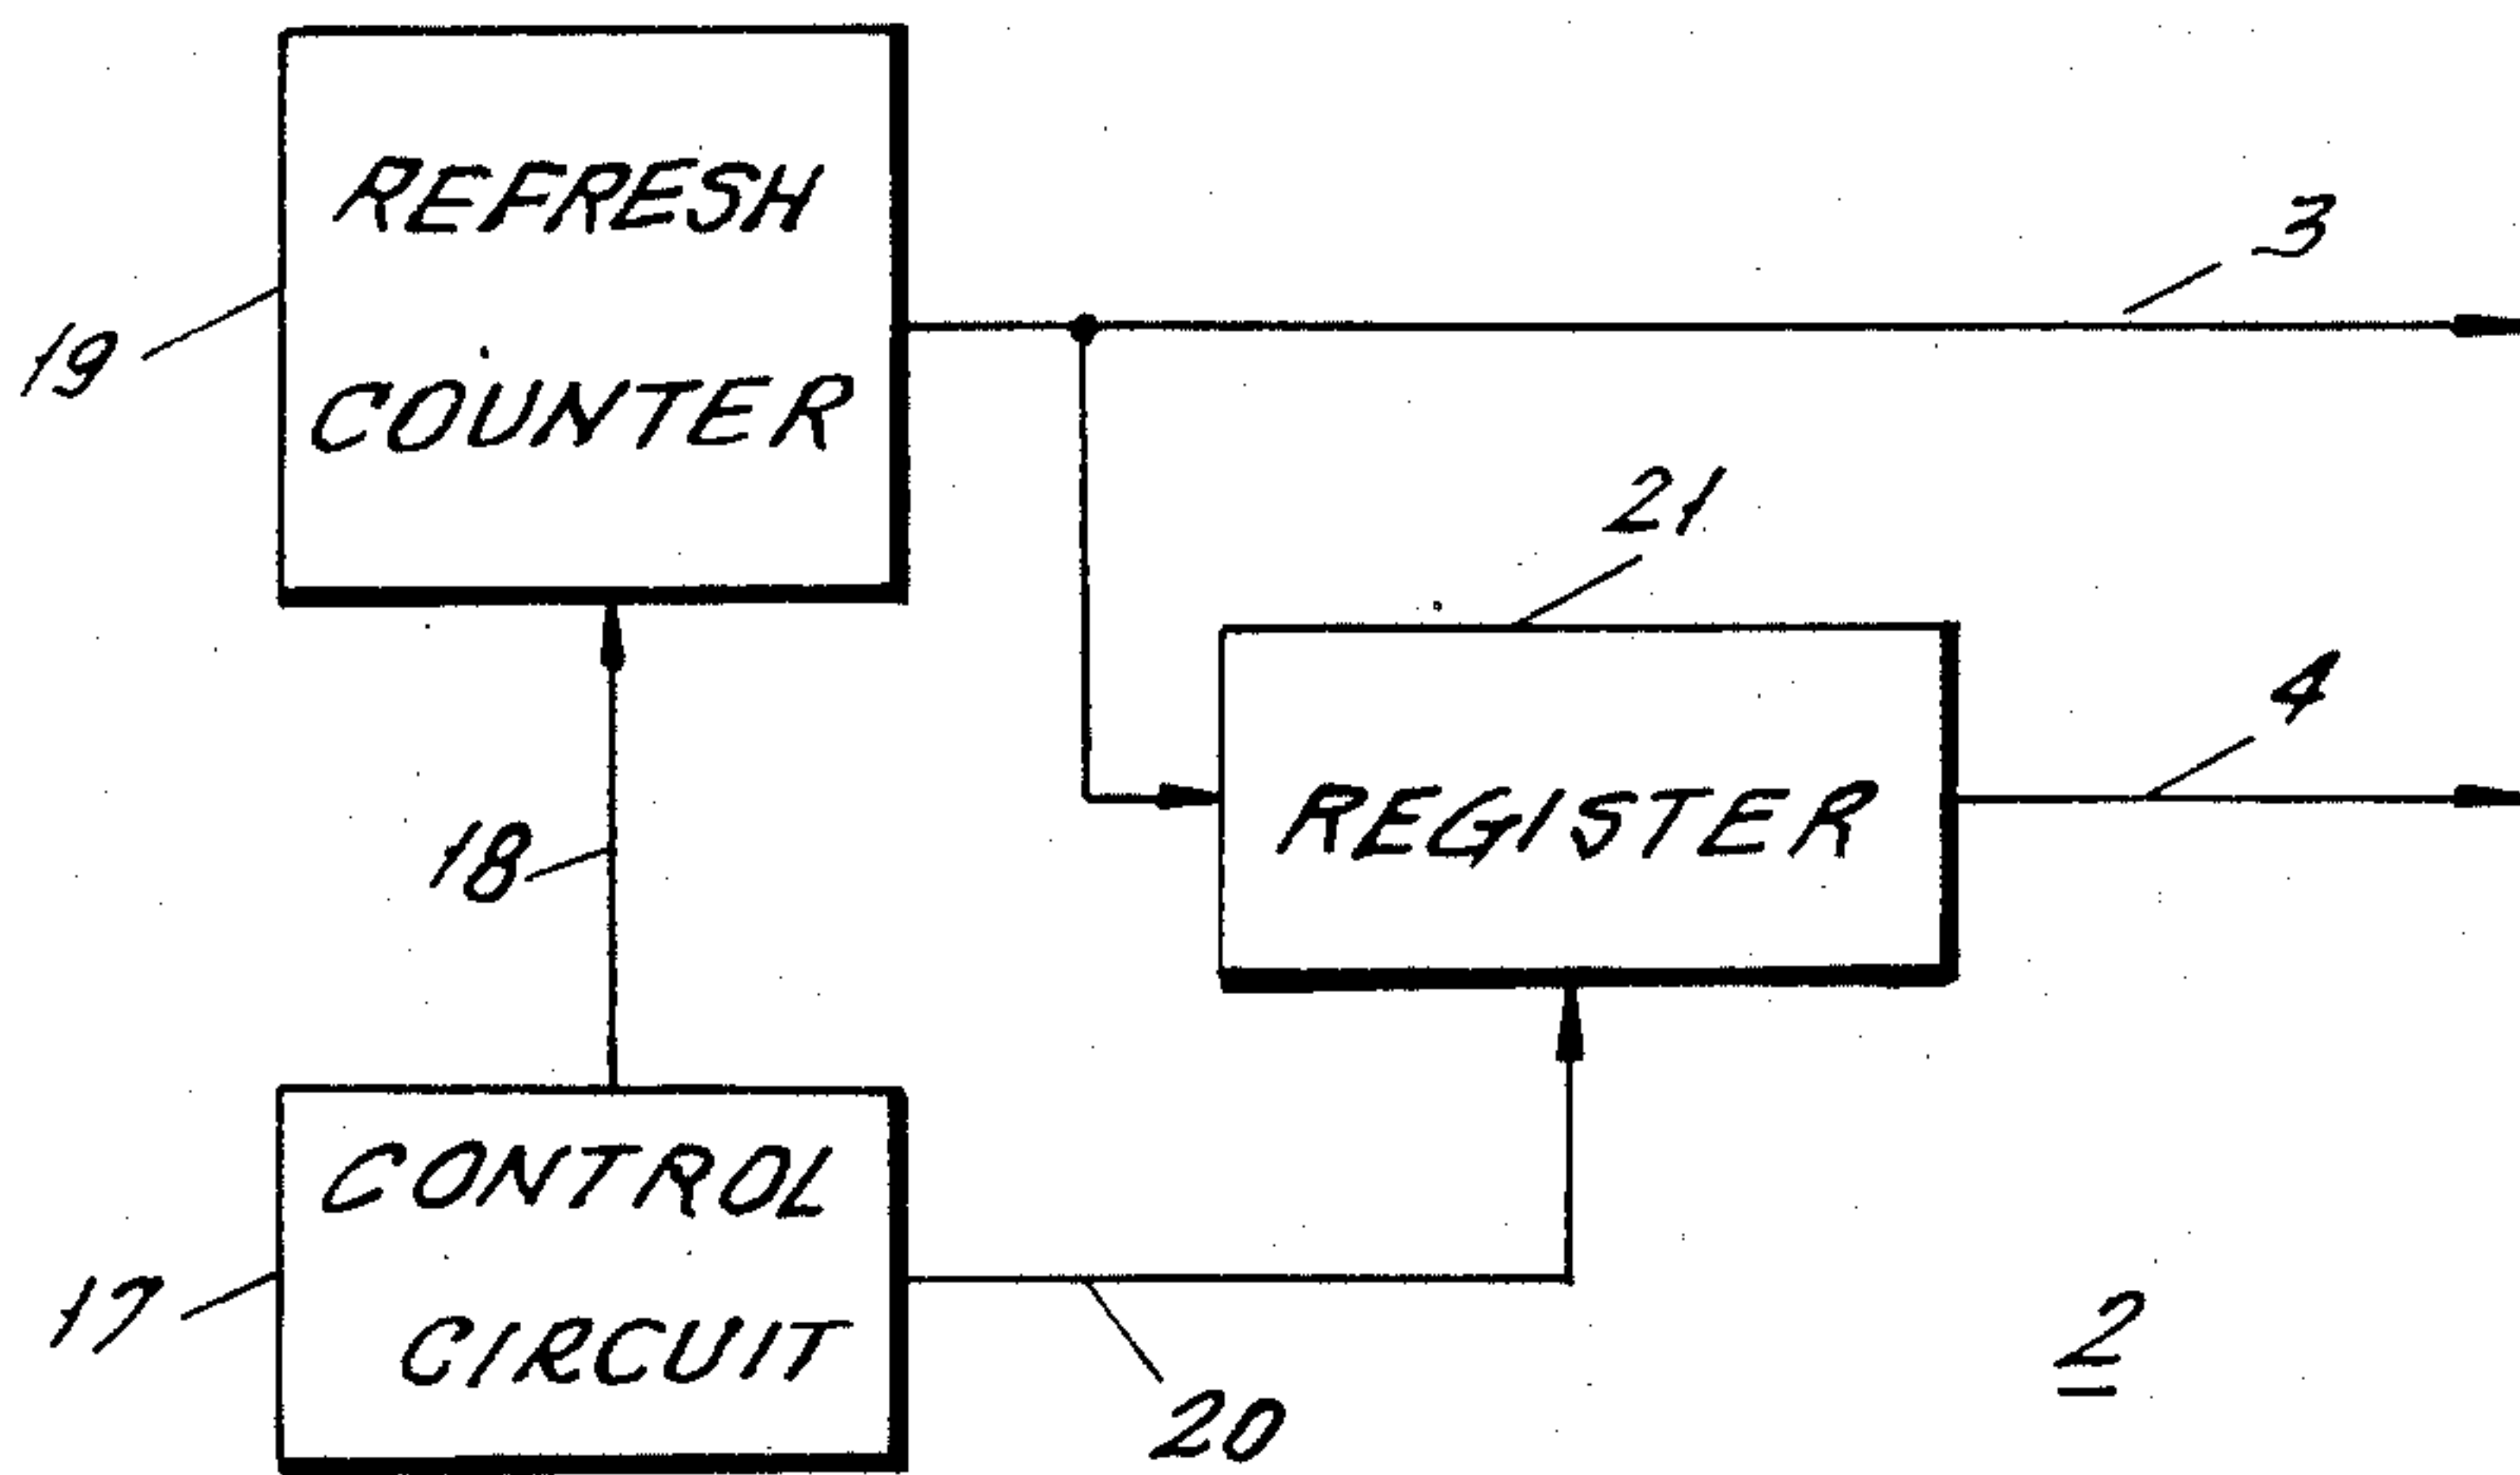 REFRESH
COUNTER
19
3
21
REGISTER
4
18
CONTROL
CIRCUIT
17
20
2